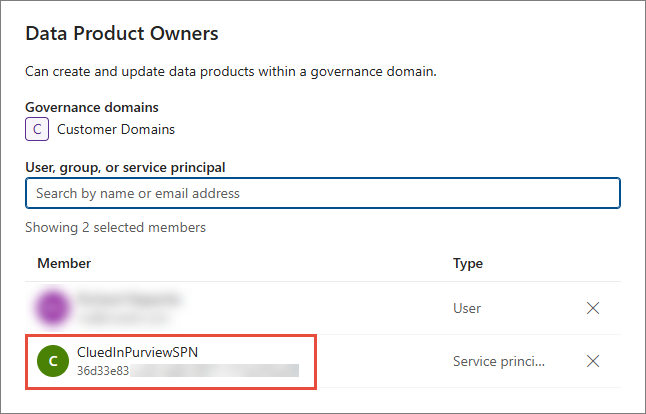 Data Product Owners
Can create and update data products within a governance domain.
Governance domains
C Customer Domains
User, group, or service principal
Search by name or email address
Showing 2 selected members
Member Type
User
C CluedInPurviewSPN Service princi...
36d33e83